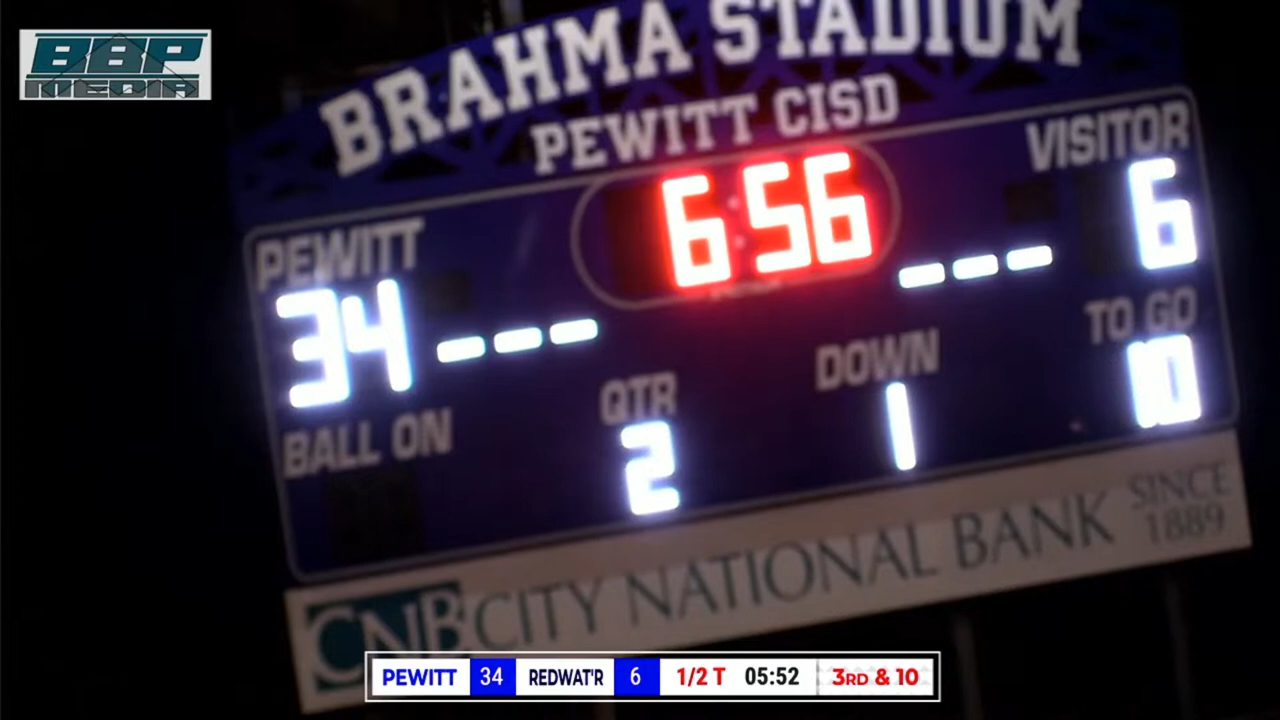 BBP
MEDIA
BRAHMA STADIUM
PEWITT CISD
VISITOR
6:56
6
PEWITT
34 ---
---
TO GO
10
DOWN
1
QTR
2
BALL ON
SINCE
1889
CNB CITY NATIONAL BANK
PEWITT 34 REDWAT'R 6 1/2 T 05:52 3RD & 10